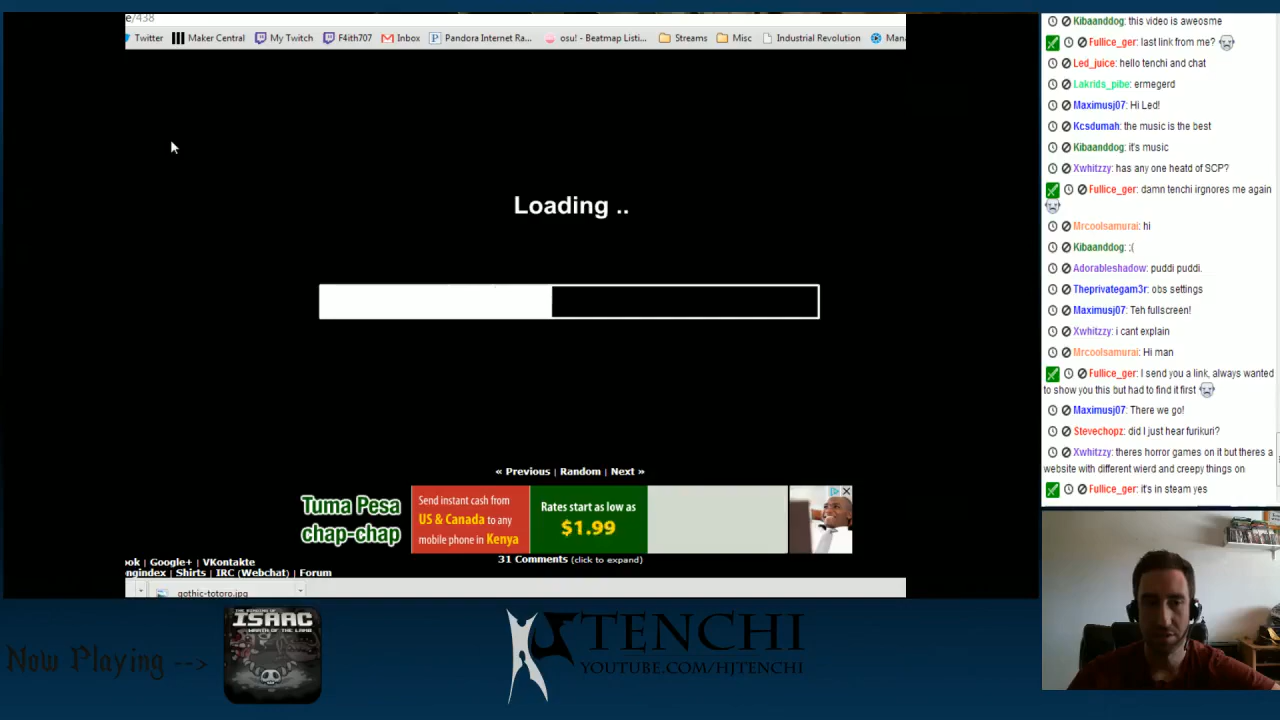 e/438
Twitter Maker Central My Twitch F4ith707 Inbox Pandora Internet Ra... osu! - Beatmap Listi... Streams Misc Industrial Revolution Mana
Loading ..
« Previous | Random | Next »
Tuma Pesa
chap-chap
Send instant cash from
US & Canada to any
mobile phone in Kenya
Rates start as low as
$1.99
31 Comments (click to expand)
ok | Google+ | VKontakte
ngindex | Shirts | IRC (Webchat) | Forum
gothic-totoro.jpg
Now Playing -->
THE BINDING OF
ISAAC
WRATH OF THE LAMB
TENCHI
YOUTUBE.COM/HJTENCHI
Kibaanddog: this video is aweosme
Fullice_ger: last link from me?
Led_juice: hello tenchi and chat
Lakrids_pibe: ermegerd
Maximusj07: Hi Led!
Kcsdumah: the music is the best
Kibaanddog: it's music
Xwhitzzy: has any one heatd of SCP?
Fullice_ger: damn tenchi irgnores me again
Mrcoolsamurai: hi
Kibaanddog: ;(
Adorableshadow: puddi puddi.
Theprivategam3r: obs settings
Maximusj07: Teh fullscreen!
Xwhitzzy: i cant explain
Mrcoolsamurai: Hi man
Fullice_ger: I send you a link, always wanted
to show you this but had to find it first
Maximusj07: There we go!
Stevechopz: did I just hear furikuri?
Xwhitzzy: theres horror games on it but theres a
website with different wierd and creepy things on
Fullice_ger: it's in steam yes